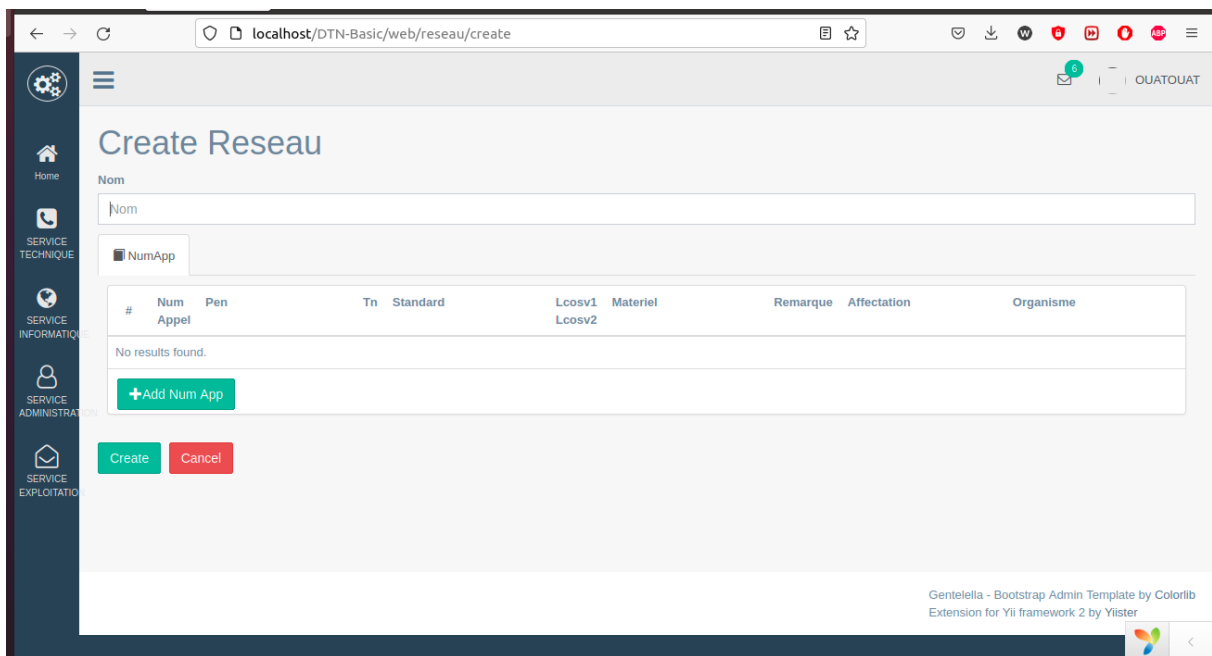 localhost/DTN-Basic/web/reseau/create
6
OUATOUAT
Home
SERVICE
TECHNIQUE
SERVICE
INFORMATIQUE
SERVICE
ADMINISTRATION
SERVICE
EXPLOITATIO
Create Reseau
Nom
Nom
NumApp
# Num Appel Pen Tn Standard Lcosv1 Lcosv2 Materiel Remarque Affectation Organisme
No results found.
+Add Num App
Create Cancel
Gentelella - Bootstrap Admin Template by Colorlib
Extension for Yii framework 2 by Yiister
W
ABP